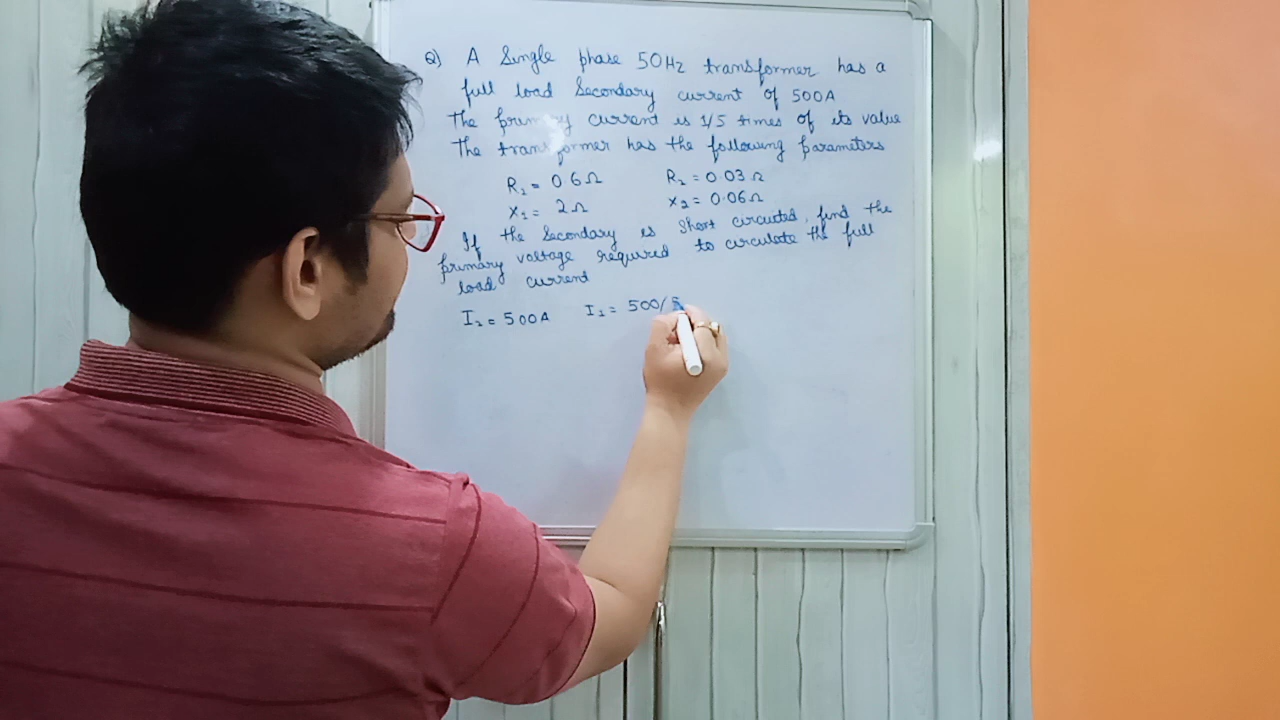 Q) A Single phase 50Hz transformer has a
full load Secondary current of 500A
The primary current is 1/5 times of its value
The transformer has the following parameters
R₁ = 0.6Ω R₂ = 0.03Ω
X₁ = 2Ω X₂ = 0.06Ω
If the Secondary is Short circuited, find the
primary voltage required to circulate the full
load current
I₂ = 500A I₁ = 500/5